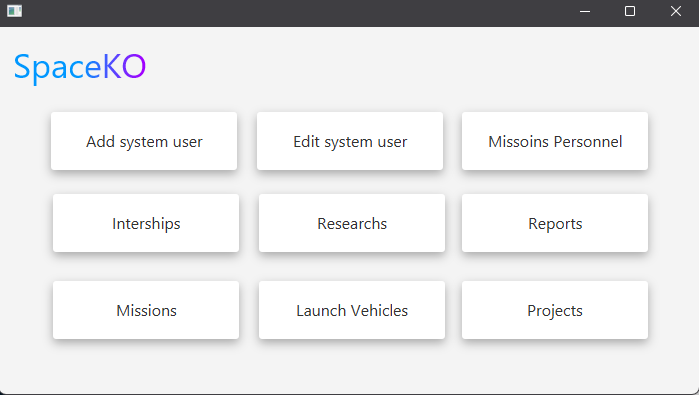 SpaceKO
Add system user
Edit system user
Missoins Personnel
Interships
Researchs
Reports
Missions
Launch Vehicles
Projects